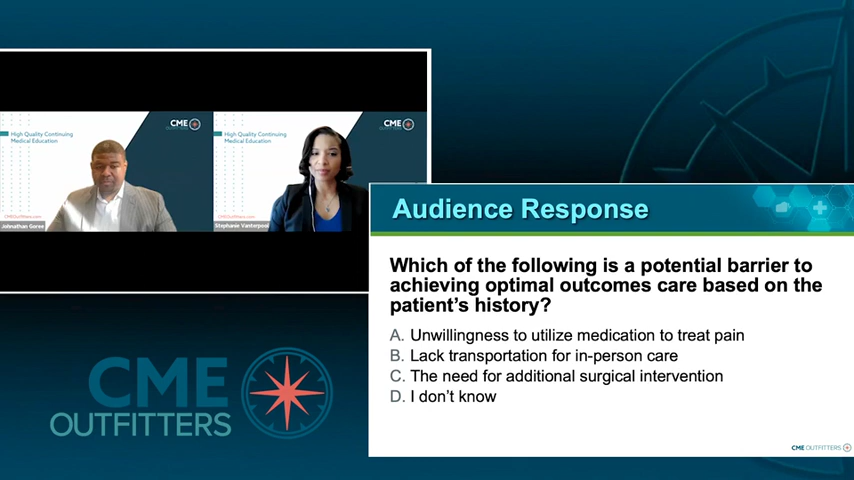 High Quality Continuing
Medical Education
CME
OUTFITTERS
CMEOutfitters.com
Johnathan Goree
High Quality Continuing
Medical Education
CME
OUTFITTERS
CMEOutfitters.com
Stephanie Vanterpool
Audience Response
Which of the following is a potential barrier to
achieving optimal outcomes care based on the
patient's history?
A. Unwillingness to utilize medication to treat pain
B. Lack transportation for in-person care
C. The need for additional surgical intervention
D. I don't know
CME OUTFITTERS
CME
OUTFITTERS